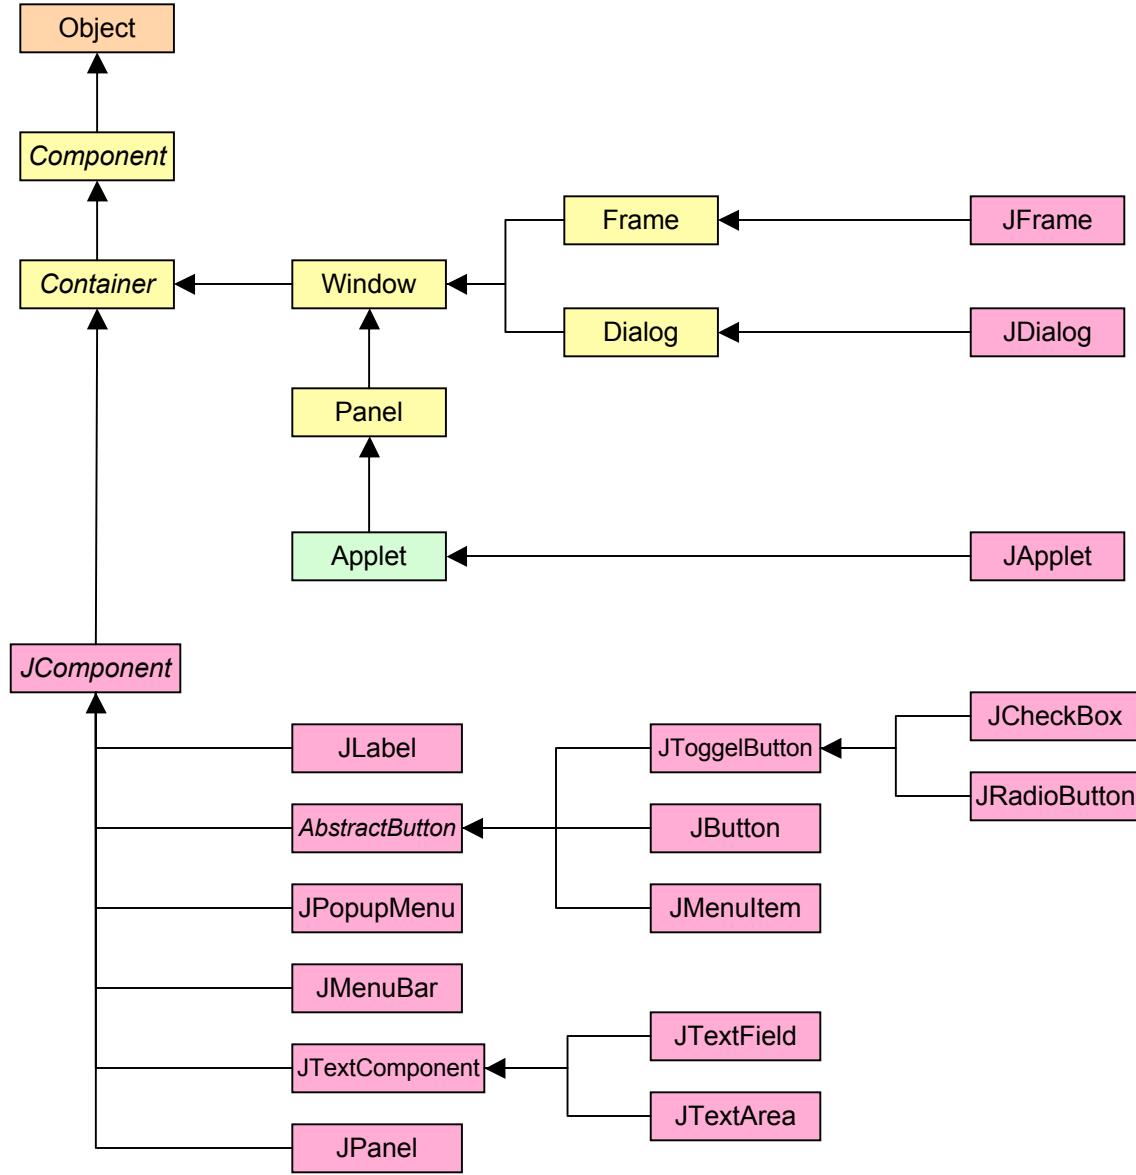 Object
Component
Frame
JFrame
Container
Window
Dialog
JDialog
Panel
Applet
JApplet
JComponent
JCheckBox
JLabel
JToggelButton
JRadioButton
AbstractButton
JButton
JPopupMenu
JMenuItem
JMenuBar
JTextField
JTextComponent
JTextArea
JPanel